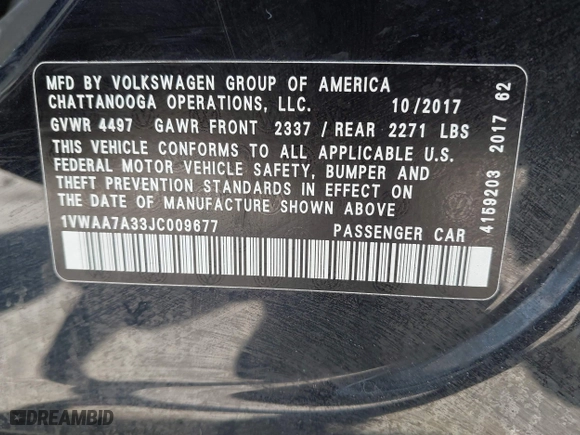 MFD BY VOLKSWAGEN GROUP OF AMERICA
CHATTANOOGA OPERATIONS, LLC. 10/2017
GVWR 4497 GAWR FRONT 2337 / REAR 2271 LBS
THIS VEHICLE CONFORMS TO ALL APPLICABLE U.S.
FEDERAL MOTOR VEHICLE SAFETY, BUMPER AND
THEFT PREVENTION STANDARDS IN EFFECT ON
THE DATE OF MANUFACTURE SHOWN ABOVE
1VWAA7A33JC009677 PASSENGER CAR
4169203 2017 62
DREAMBID